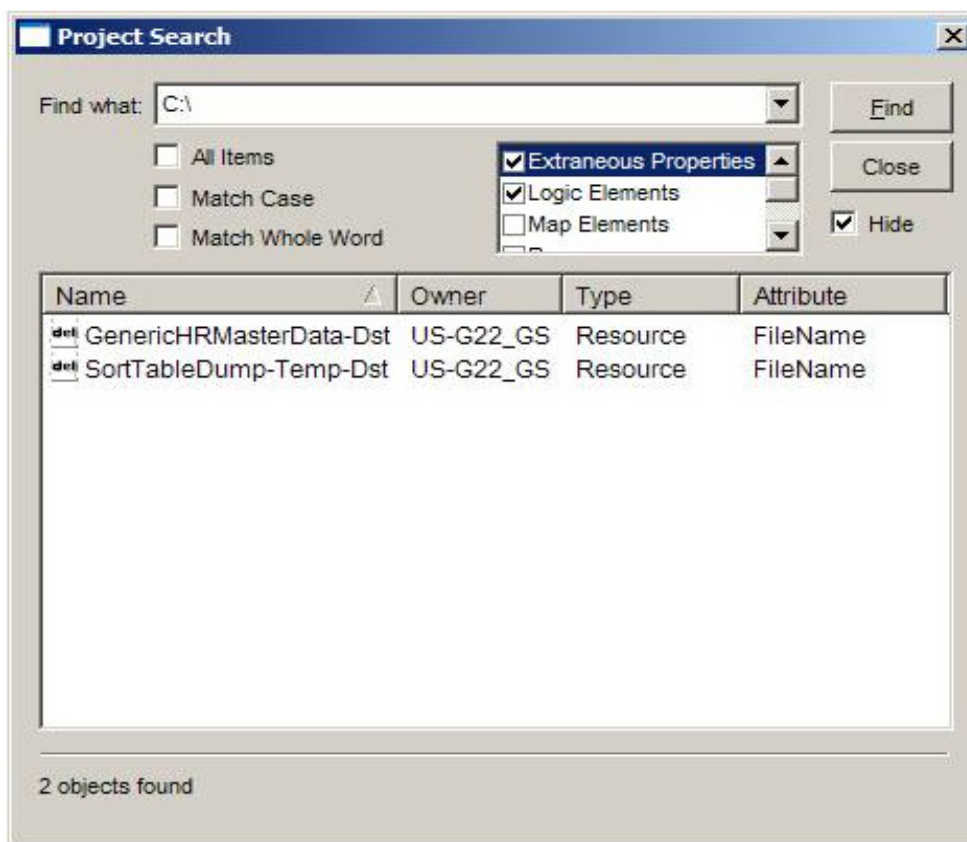 Project Search
Find what: C:\
Find
All Items
Match Case
Match Whole Word
Extraneous Properties
Logic Elements
Map Elements
Close
Hide
Name Owner Type Attribute
GenericHRMasterData-Dst US-G22_GS Resource FileName
SortTableDump-Temp-Dst US-G22_GS Resource FileName
2 objects found